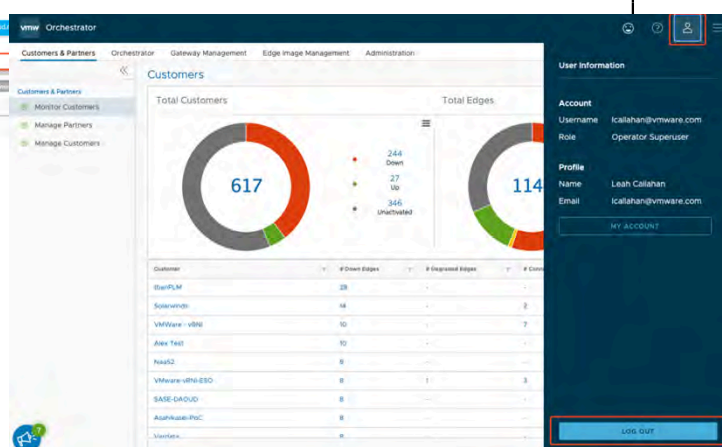 vmw Orchestrator
Customers & Partners Orchestrator Gateway Management Edge Image Management Administration
Customers & Partners
Monitor Customers
Manage Partners
Manage Customers
Customers
Total Customers
617
244
Down
27
Up
346
Unactivated
Total Edges
114
Customer # Down Edges # Degraded Edges
28
Solarwinds 14 2
VMWare - vBNI 10 7
Alex Test 10
NaaS2 8
VMware-vRNI-ESO 8 1 3
SASE-DAOUD 8
Asahikasei-PoC 8
8
?
User Information
Account
Username lcallahan@vmware.com
Role Operator Superuser
Profile
Name Leah Callahan
Email lcallahan@vmware.com
MY ACCOUNT
LOG OUT